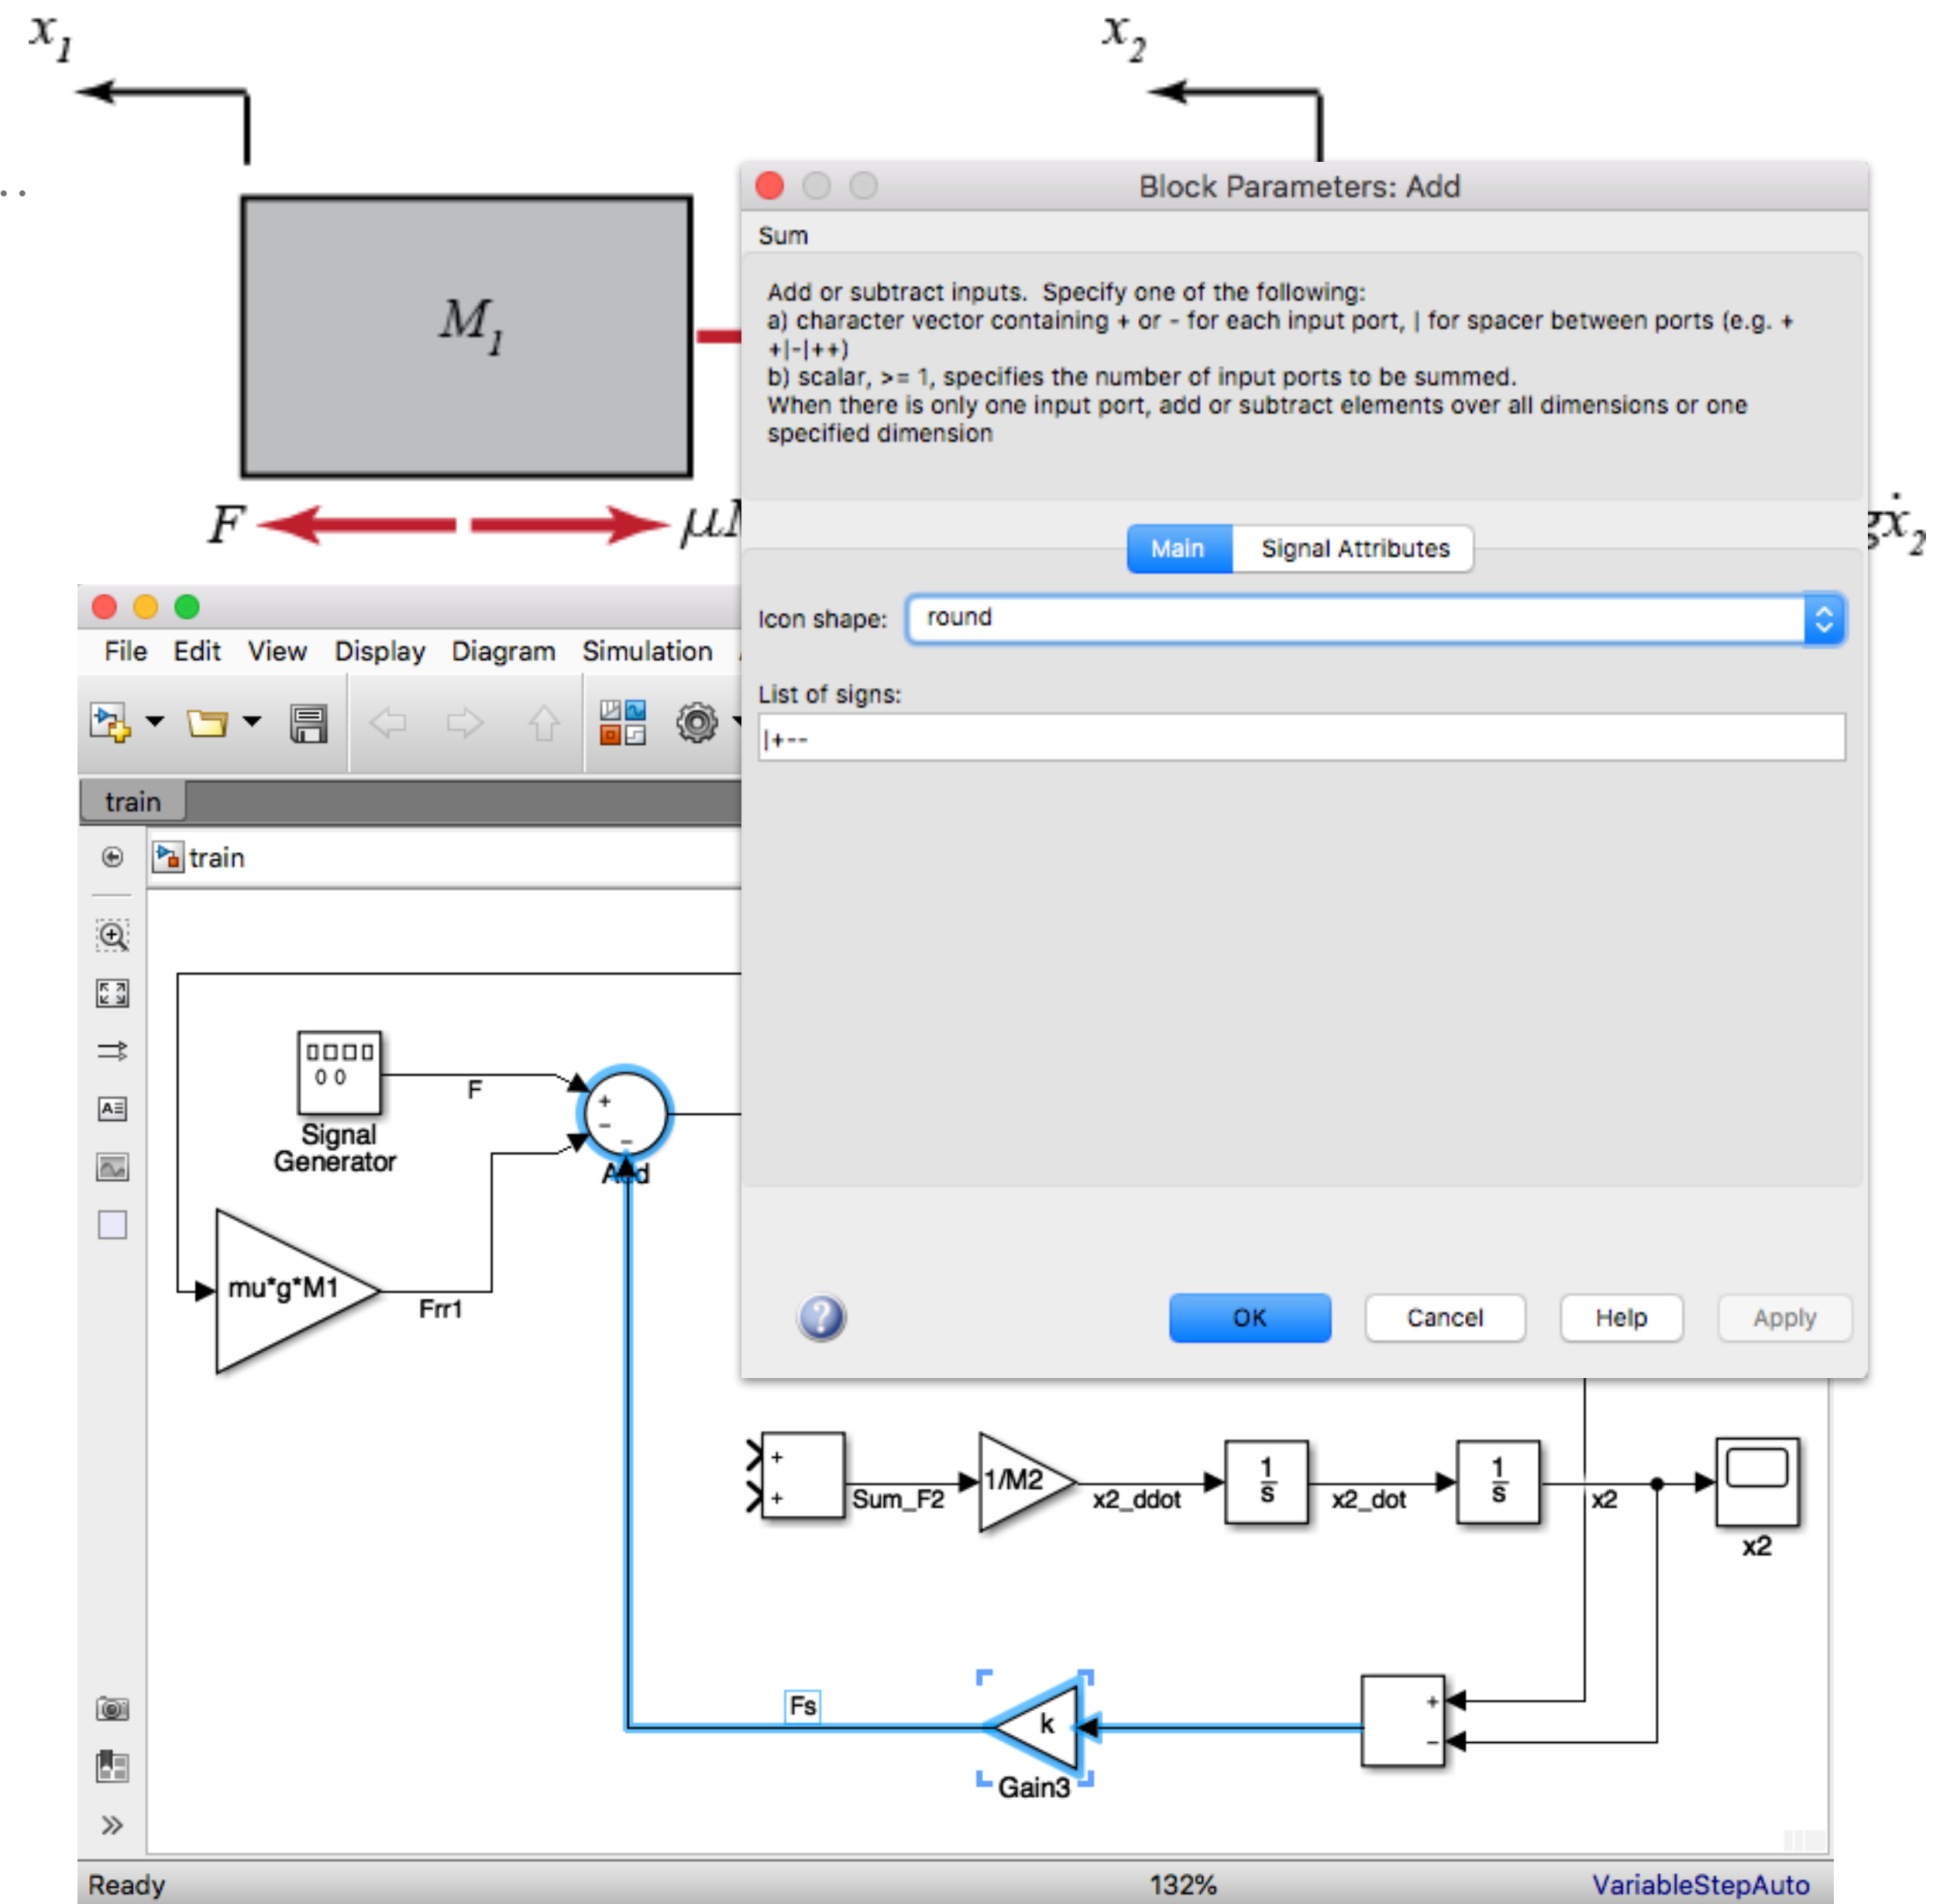 x1
x2
M1
F
μ
gẋ2
Block Parameters: Add
Sum
Add or subtract inputs. Specify one of the following:
a) character vector containing + or - for each input port, | for spacer between ports (e.g. +
+|-|++)
b) scalar, >= 1, specifies the number of input ports to be summed.
When there is only one input port, add or subtract elements over all dimensions or one
specified dimension
Main
Signal Attributes
Icon shape:
round
List of signs:
|+--
OK
Cancel
Help
Apply
File Edit View Display Diagram Simulation
train
train
Signal
Generator
F
+
-
-
Add
mu*g*M1
Frr1
+
+
Sum_F2
1/M2
x2_ddot
1
s
x2_dot
1
s
x2
x2
Fs
k
Gain3
+
-
Ready
132%
VariableStepAuto